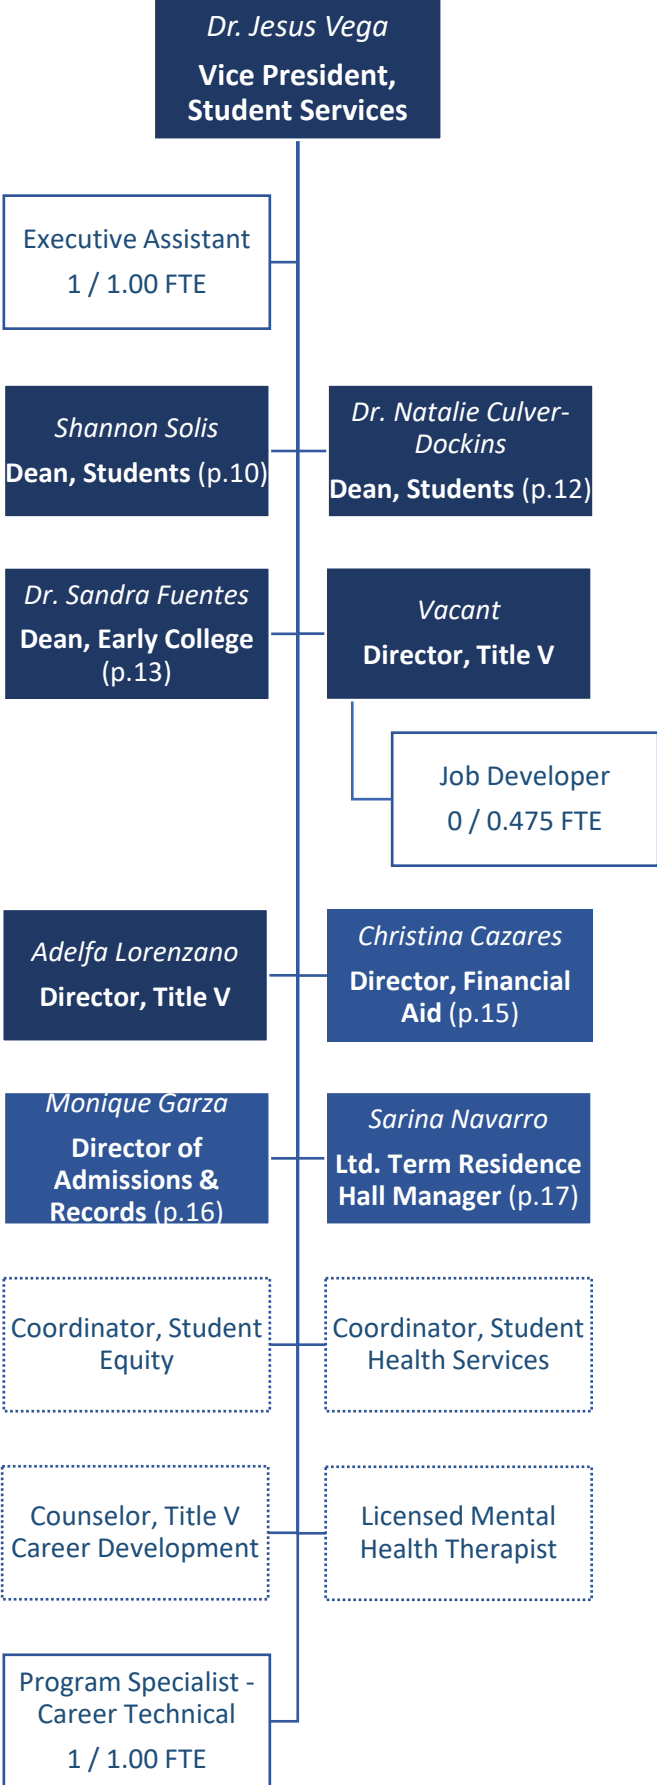 Dr. Jesus Vega
Vice President,
Student Services
Executive Assistant
1 / 1.00 FTE
Shannon Solis
Dean, Students (p.10)
Dr. Natalie Culver-
Dockins
Dean, Students (p.12)
Dr. Sandra Fuentes
Dean, Early College
(p.13)
Vacant
Director, Title V
Job Developer
0 / 0.475 FTE
Adelfa Lorenzano
Director, Title V
Christina Cazares
Director, Financial
Aid (p.15)
Monique Garza
Director of
Admissions &
Records (p.16)
Sarina Navarro
Ltd. Term Residence
Hall Manager (p.17)
Coordinator, Student
Equity
Coordinator, Student
Health Services
Counselor, Title V
Career Development
Licensed Mental
Health Therapist
Program Specialist -
Career Technical
1 / 1.00 FTE